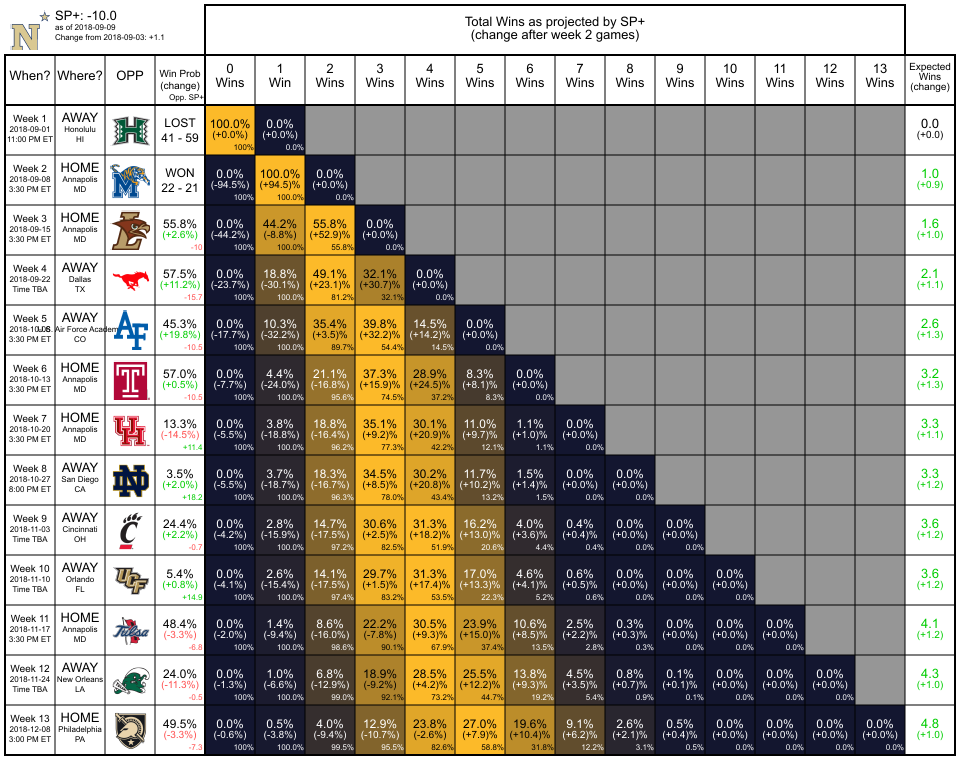 SP+: -10.0
as of 2018-09-09
Change from 2018-09-03: +1.1
Total Wins as projected by SP+
(change after week 2 games)
When? Where? OPP Win Prob (change) Opp. SP+ 0 Wins 1 Win 2 Wins 3 Wins 4 Wins 5 Wins 6 Wins 7 Wins 8 Wins 9 Wins 10 Wins 11 Wins 12 Wins 13 Wins Expected Wins (change)
Week 1 AWAY LOST 100.0% 0.0% 0.0
2018-09-01 Honolulu 41 - 59 (+0.0%) (+0.0%) (+0.0)
11:00 PM ET HI 100% 0.0%
Week 2 HOME WON 0.0% 100.0% 0.0% 1.0
2018-09-08 Annapolis 22 - 21 (-94.5%) (+94.5)% (+0.0%) (+0.9)
3:30 PM ET MD 100% 100.0% 0.0%
Week 3 HOME 55.8% 0.0% 44.2% 55.8% 0.0% 1.6
2018-09-15 Annapolis (+2.6%) (-44.2%) (-8.8%) (+52.9)% (+0.0%) (+1.0)
3:30 PM ET MD -10 100% 100.0% 55.8% 0.0%
Week 4 AWAY 57.5% 0.0% 18.8% 49.1% 32.1% 0.0% 2.1
2018-09-22 Dallas (+11.2%) (-23.7%) (-30.1%) (+23.1)% (+30.7)% (+0.0%) (+1.1)
Time TBA TX -15.7 100% 100.0% 81.2% 32.1% 0.0%
Week 5 AWAY 45.3% 0.0% 10.3% 35.4% 39.8% 14.5% 0.0% 2.6
2018-10-06 U.S. Air Force Academy (+19.8%) (-17.7%) (-32.2%) (+3.5)% (+32.2)% (+14.2)% (+0.0%) (+1.3)
3:30 PM ET CO -10.5 100% 100.0% 89.7% 54.4% 14.5% 0.0%
Week 6 HOME 57.0% 0.0% 4.4% 21.1% 37.3% 28.9% 8.3% 0.0% 3.2
2018-10-13 Annapolis (+0.5%) (-7.7%) (-24.0%) (-16.8%) (+15.9)% (+24.5)% (+8.1)% (+0.0%) (+1.3)
3:30 PM ET MD -10.5 100% 100.0% 95.6% 74.5% 37.2% 8.3% 0.0%
Week 7 HOME 13.3% 0.0% 3.8% 18.8% 35.1% 30.1% 11.0% 1.1% 0.0% 3.3
2018-10-20 Annapolis (-14.5%) (-5.5%) (-18.8%) (-16.4%) (+9.2)% (+20.9)% (+9.7)% (+1.0)% (+0.0%) (+1.1)
3:30 PM ET MD +11.4 100% 100.0% 96.2% 77.3% 42.2% 12.1% 1.1% 0.0%
Week 8 AWAY 3.5% 0.0% 3.7% 18.3% 34.5% 30.2% 11.7% 1.5% 0.0% 0.0% 3.3
2018-10-27 San Diego (+2.0%) (-5.5%) (-18.7%) (-16.7%) (+8.5)% (+20.8)% (+10.2)% (+1.4)% (+0.0%) (+0.0%) (+1.2)
8:00 PM ET CA +18.2 100% 100.0% 96.3% 78.0% 43.4% 13.2% 1.5% 0.0% 0.0%
Week 9 AWAY 24.4% 0.0% 2.8% 14.7% 30.6% 31.3% 16.2% 4.0% 0.4% 0.0% 0.0% 3.6
2018-11-03 Cincinnati (+2.2%) (-4.2%) (-15.9%) (-17.5%) (+2.5)% (+18.2)% (+13.0)% (+3.6)% (+0.4)% (+0.0%) (+0.0%) (+1.2)
Time TBA OH -0.7 100% 100.0% 97.2% 82.5% 51.9% 20.6% 4.4% 0.4% 0.0% 0.0%
Week 10 AWAY 5.4% 0.0% 2.6% 14.1% 29.7% 31.3% 17.0% 4.6% 0.6% 0.0% 0.0% 0.0% 3.6
2018-11-10 Orlando (+0.8%) (-4.1%) (-15.4%) (-17.5%) (+1.5)% (+17.4)% (+13.3)% (+4.1)% (+0.5)% (+0.0%) (+0.0%) (+0.0%) (+1.2)
Time TBA FL +14.9 100% 100.0% 97.4% 83.2% 53.5% 22.3% 5.2% 0.6% 0.0% 0.0% 0.0%
Week 11 HOME Tulsa 48.4% 0.0% 1.4% 8.6% 22.2% 30.5% 23.9% 10.6% 2.5% 0.3% 0.0% 0.0% 0.0% 4.1
2018-11-17 Annapolis (-3.3%) (-2.0%) (-9.4%) (-16.0%) (-7.8%) (+9.3)% (+15.0)% (+8.5)% (+2.2)% (+0.3)% (+0.0%) (+0.0%) (+0.0%) (+1.2)
3:30 PM ET MD -6.8 100% 100.0% 98.6% 90.1% 67.9% 37.4% 13.5% 2.8% 0.3% 0.0% 0.0% 0.0%
Week 12 AWAY 24.0% 0.0% 1.0% 6.8% 18.9% 28.5% 25.5% 13.8% 4.5% 0.8% 0.1% 0.0% 0.0% 0.0% 4.3
2018-11-24 New Orleans (-11.3%) (-1.3%) (-6.6%) (-12.9%) (-9.2%) (+4.2)% (+12.2)% (+9.3)% (+3.5)% (+0.7)% (+0.1)% (+0.0%) (+0.0%) (+0.0%) (+1.0)
Time TBA LA -0.5 100% 100.0% 99.0% 92.1% 73.2% 44.7% 19.2% 5.4% 0.9% 0.1% 0.0% 0.0% 0.0%
Week 13 HOME 49.5% 0.0% 0.5% 4.0% 12.9% 23.8% 27.0% 19.6% 9.1% 2.6% 0.5% 0.0% 0.0% 0.0% 0.0% 4.8
2018-12-08 Philadelphia (-3.3%) (-0.6%) (-3.8%) (-9.4%) (-10.7%) (-2.6%) (+7.9)% (+10.4)% (+6.2)% (+2.1)% (+0.4)% (+0.0%) (+0.0%) (+0.0%) (+0.0%) (+1.0)
3:00 PM ET PA -7.3 100% 100.0% 99.5% 95.5% 82.6% 58.8% 31.8% 12.2% 3.1% 0.5% 0.0% 0.0% 0.0% 0.0%